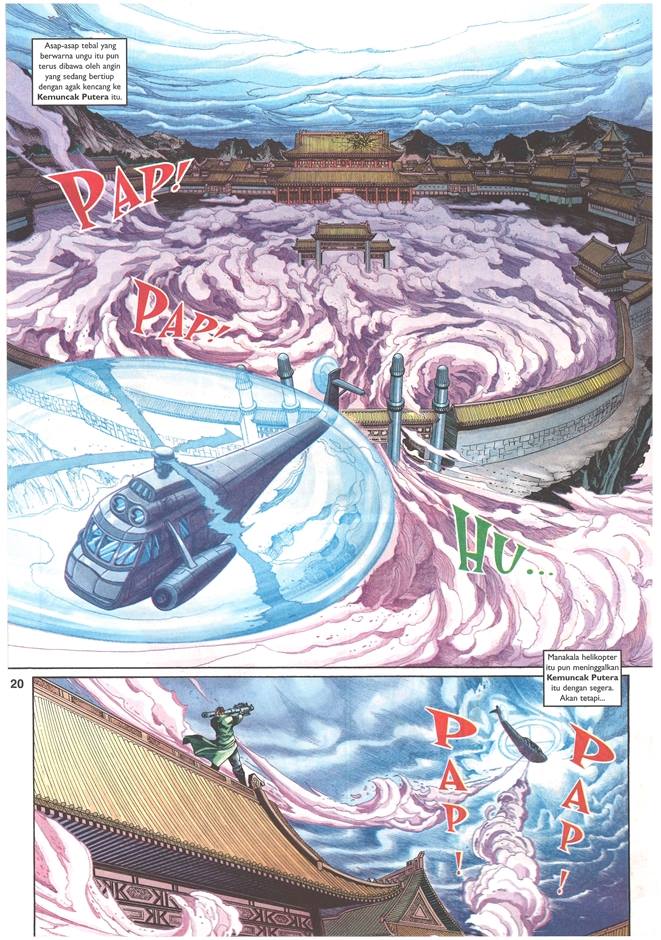 Asap-asap tebal yang
berwarna ungu itu pun
terus dibawa oleh angin
yang sedang bertiup
dengan agak kencang ke
Kemuncak Putera itu.
PAP!
PAP!
HU...
Manakala helikopter
itu pun meninggalkan
Kemuncak Putera
itu dengan segera.
Akan tetapi...
20
PAP!
PAP!